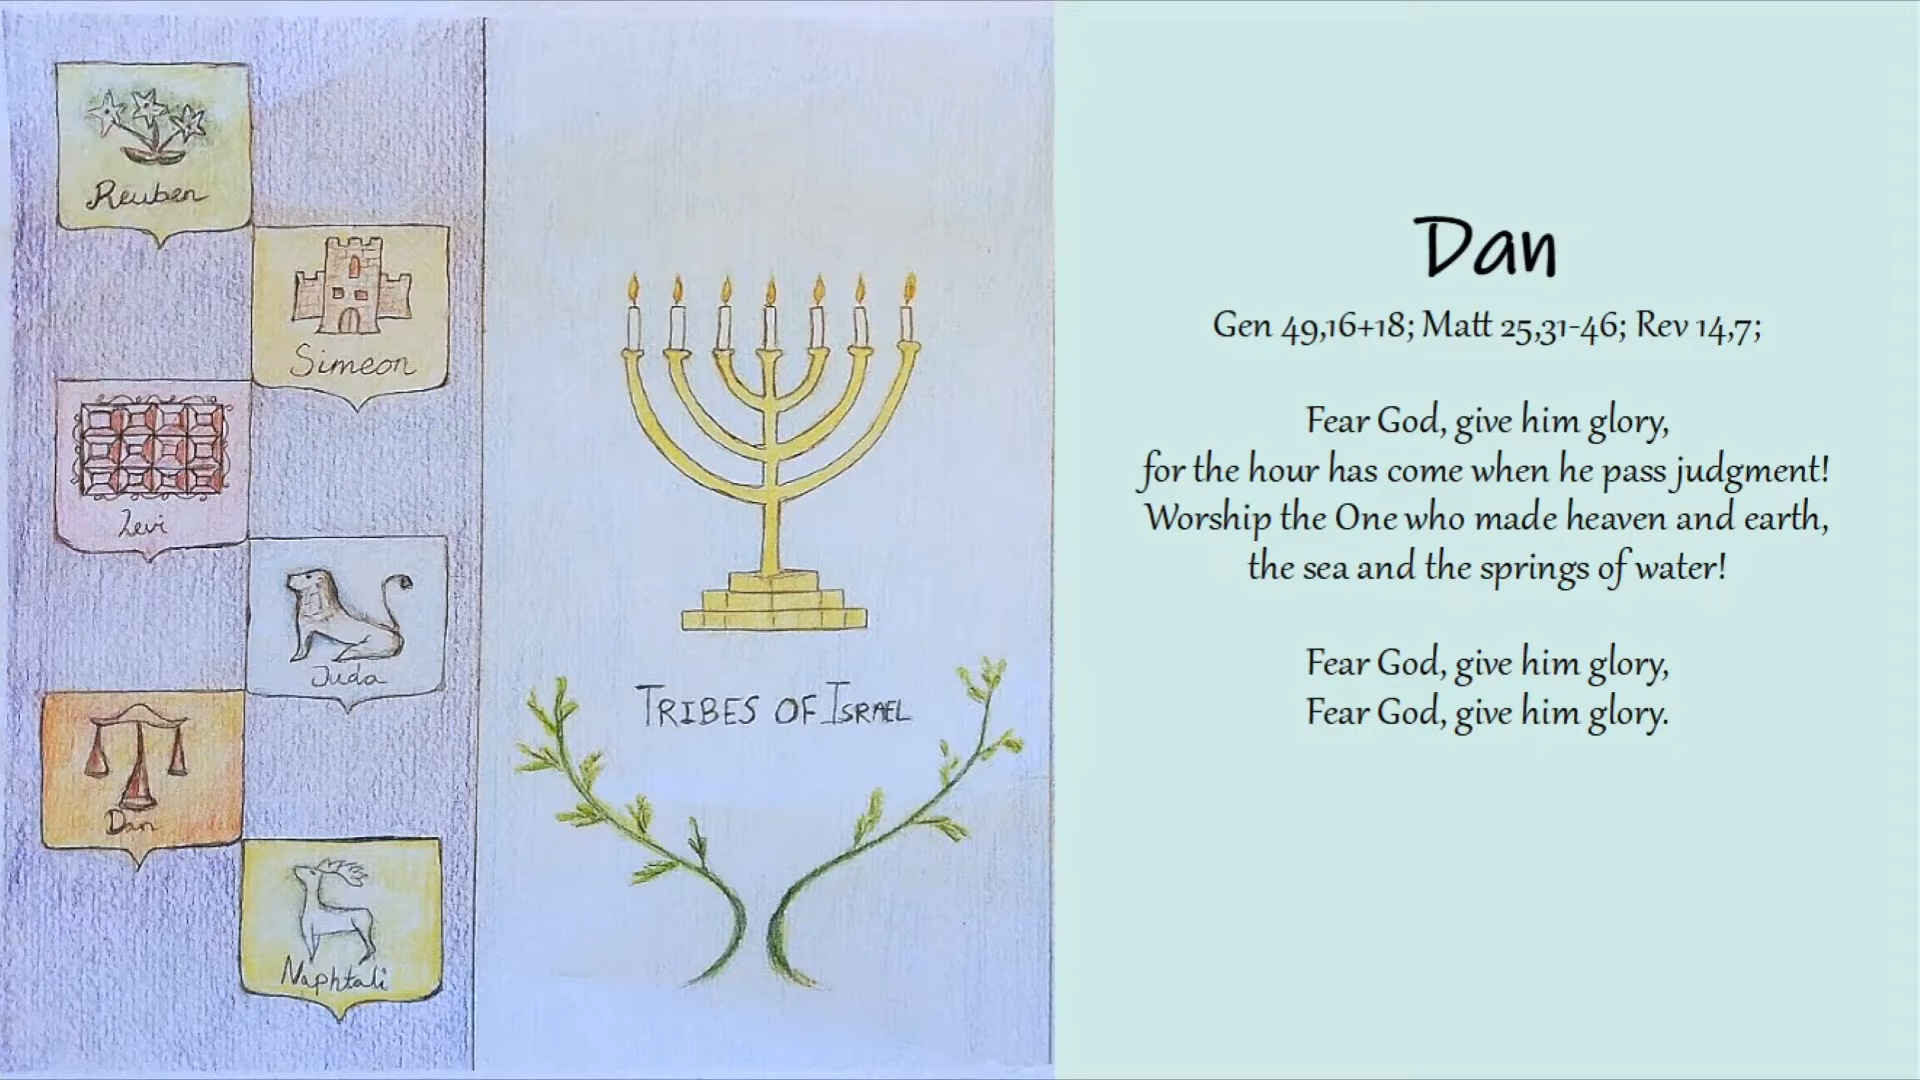 Reuben
Simeon
Levi
Juda
Dan
Naphtali
TRIBES OF ISRAEL
Dan
Gen 49,16+18; Matt 25,31-46; Rev 14,7;
Fear God, give him glory,
for the hour has come when he pass judgment!
Worship the One who made heaven and earth,
the sea and the springs of water!
Fear God, give him glory,
Fear God, give him glory.